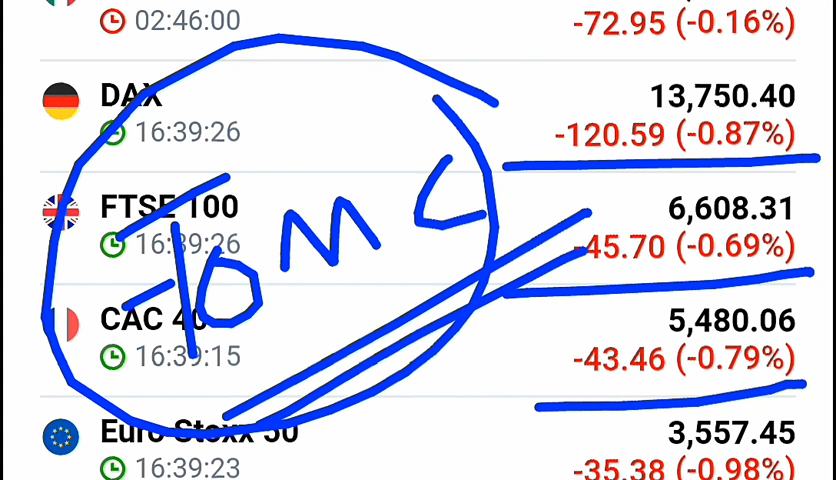 02:46:00
-72.95 (-0.16%)
DAX
13,750.40
16:39:26
-120.59 (-0.87%)
FTSE 100
6,608.31
16:39:26
-45.70 (-0.69%)
FOMC
CAC 40
5,480.06
16:39:15
-43.46 (-0.79%)
Euro Stoxx 50
3,557.45
16:39:23
-35.38 (-0.98%)